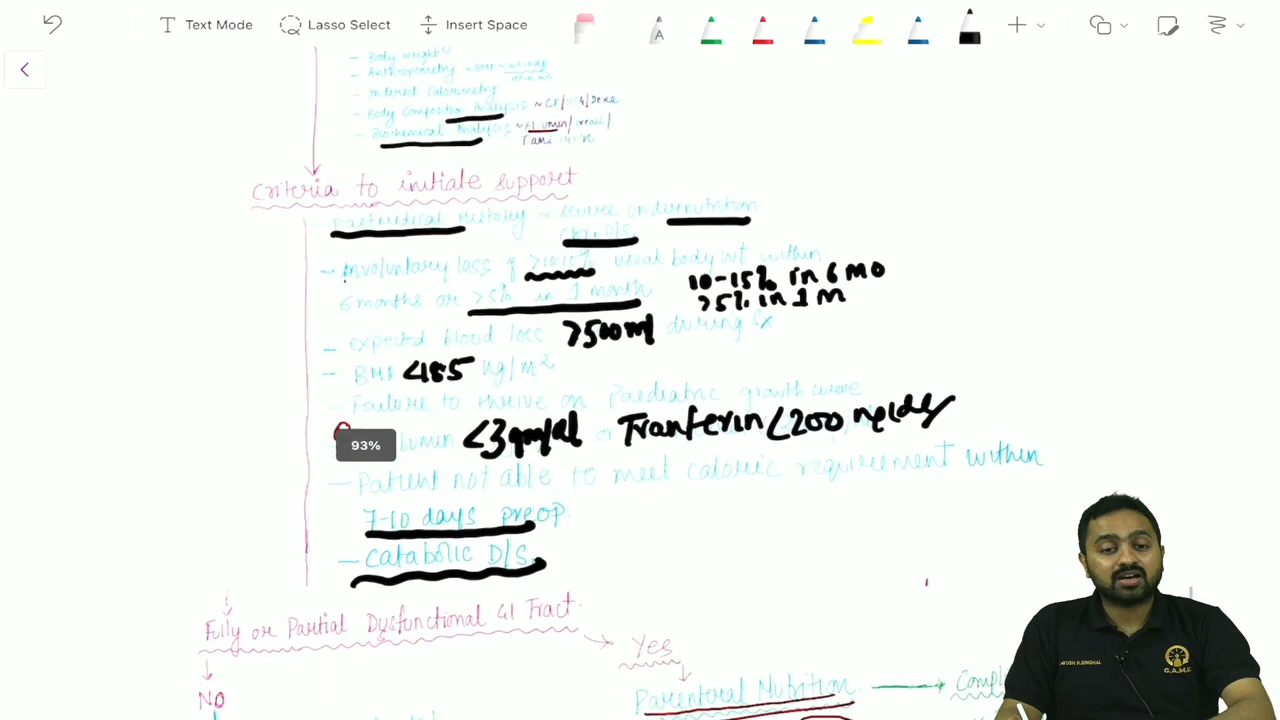 Text Mode Lasso Select Insert Space
- Body weight
- Anthropometry ~ BMI
- Indirect Calorimetry
- Body Composition Analysis ~ CT/
- Biochemical Analysis ~
Criteria to initiate support
- Past medical History ~ severe undernutrition
D/S
- Involuntary loss of >10-15% usual body wt within
6 months or >5% in 1 month
10-15% in 6 MO
>5% in 1 M
- expected blood loss >500ml during Sx
- BMI <18.5 kg/m²
- Failure to thrive on Paediatric growth curve
<3gm/dl or Tranferin <200 mg/dl
93%
- Patient not able to meet caloric requirement within
7-10 days preop.
- Catabolic D/S.
Fully or Partial Dysfunctional GI Tract.
Yes
NO
Parenteral Nutrition
G.A.M.E